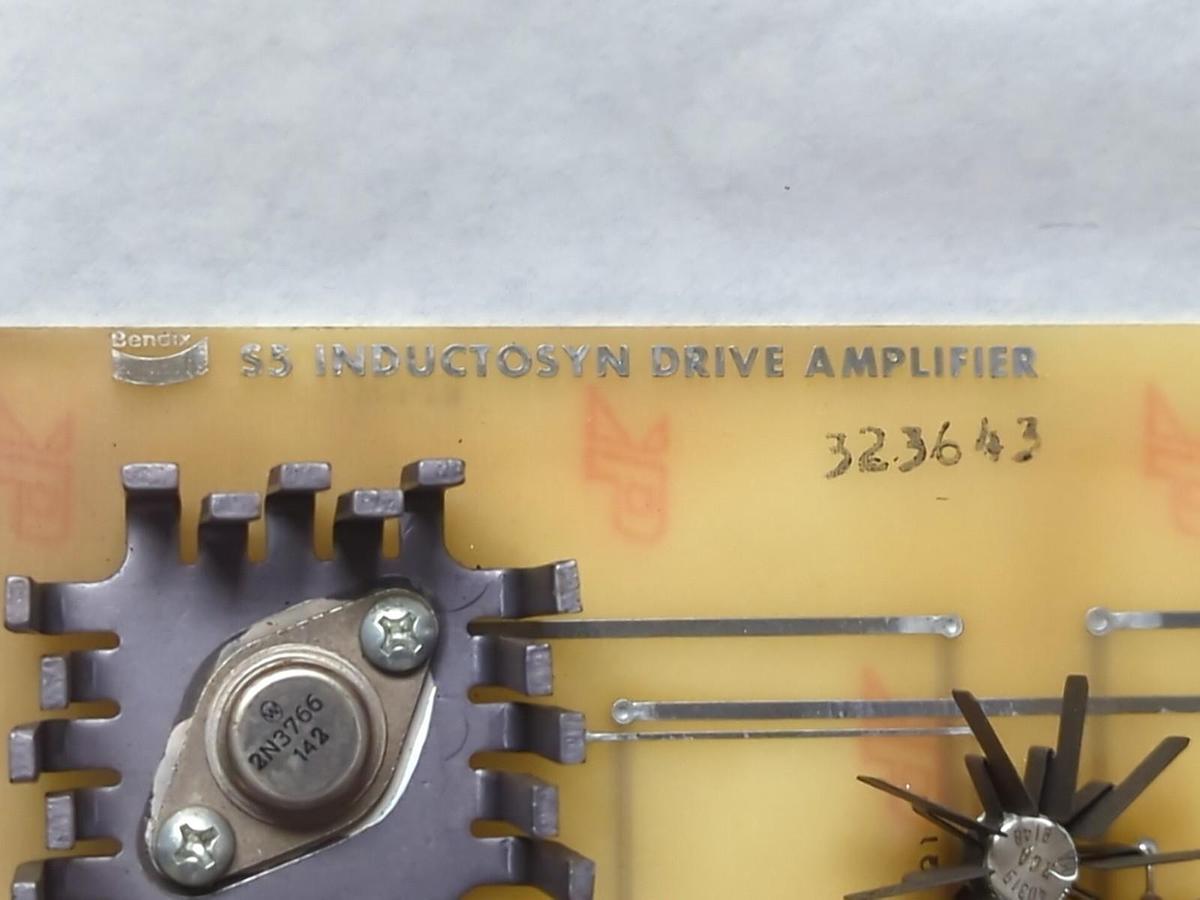 Bendix
S5 INDUCTOSYN DRIVE AMPLIFIER
323643
2N3766
142